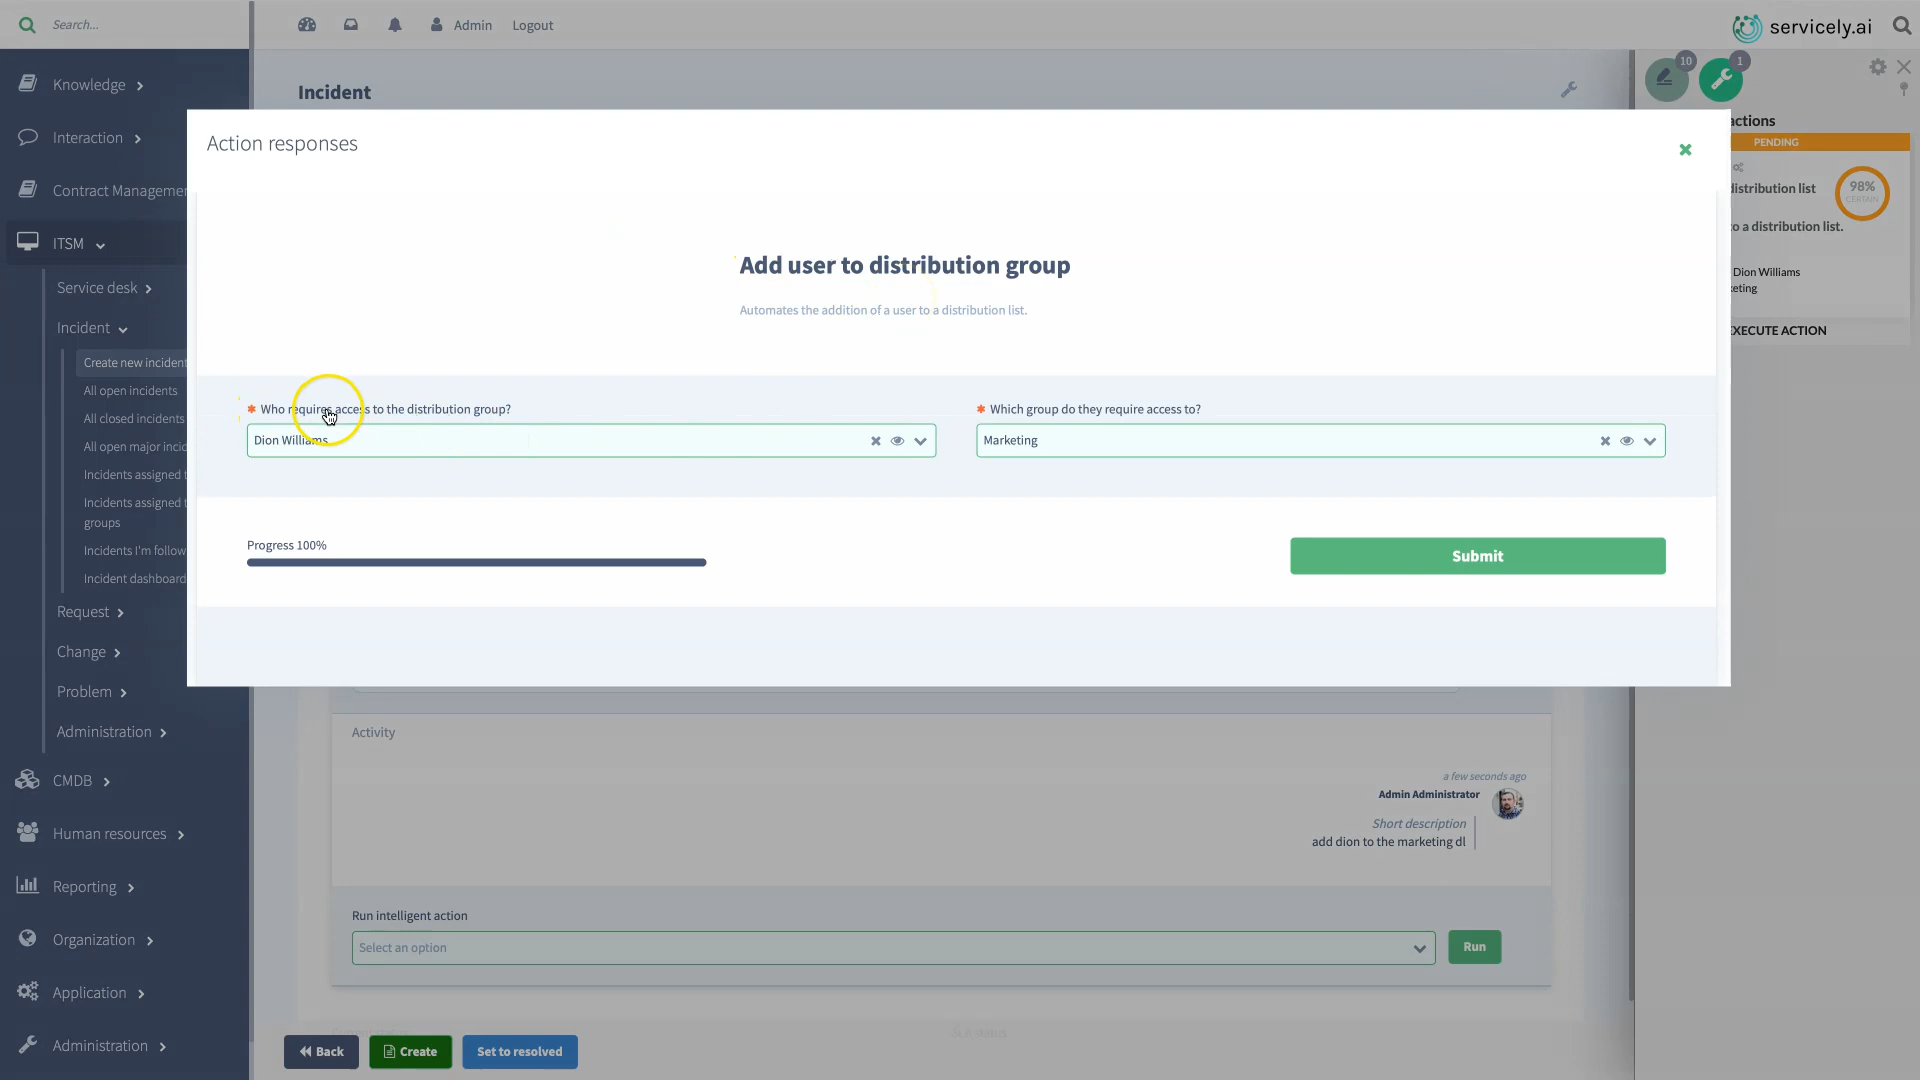 Search...
Admin
Logout
servicely.ai
Knowledge
Interaction
Contract Managemen
ITSM
Service desk
Incident
Create new incident
All open incidents
All closed incidents
All open major incid
Incidents assigned t
Incidents assigned t
groups
Incidents I'm follow
Incident dashboard
Request
Change
Problem
Administration
CMDB
Human resources
Reporting
Organization
Application
Administration
Incident
Action responses
Add user to distribution group
Automates the addition of a user to a distribution list.
* Who requires access to the distribution group?
Dion Williams
* Which group do they require access to?
Marketing
Progress 100%
Submit
Activity
a few seconds ago
Admin Administrator
Short description
add dion to the marketing dl
Run intelligent action
Select an option
Run
Back
Create
Set to resolved
10
1
actions
PENDING
distribution list
98%
CERTAIN
o a distribution list.
Dion Williams
keting
EXECUTE ACTION